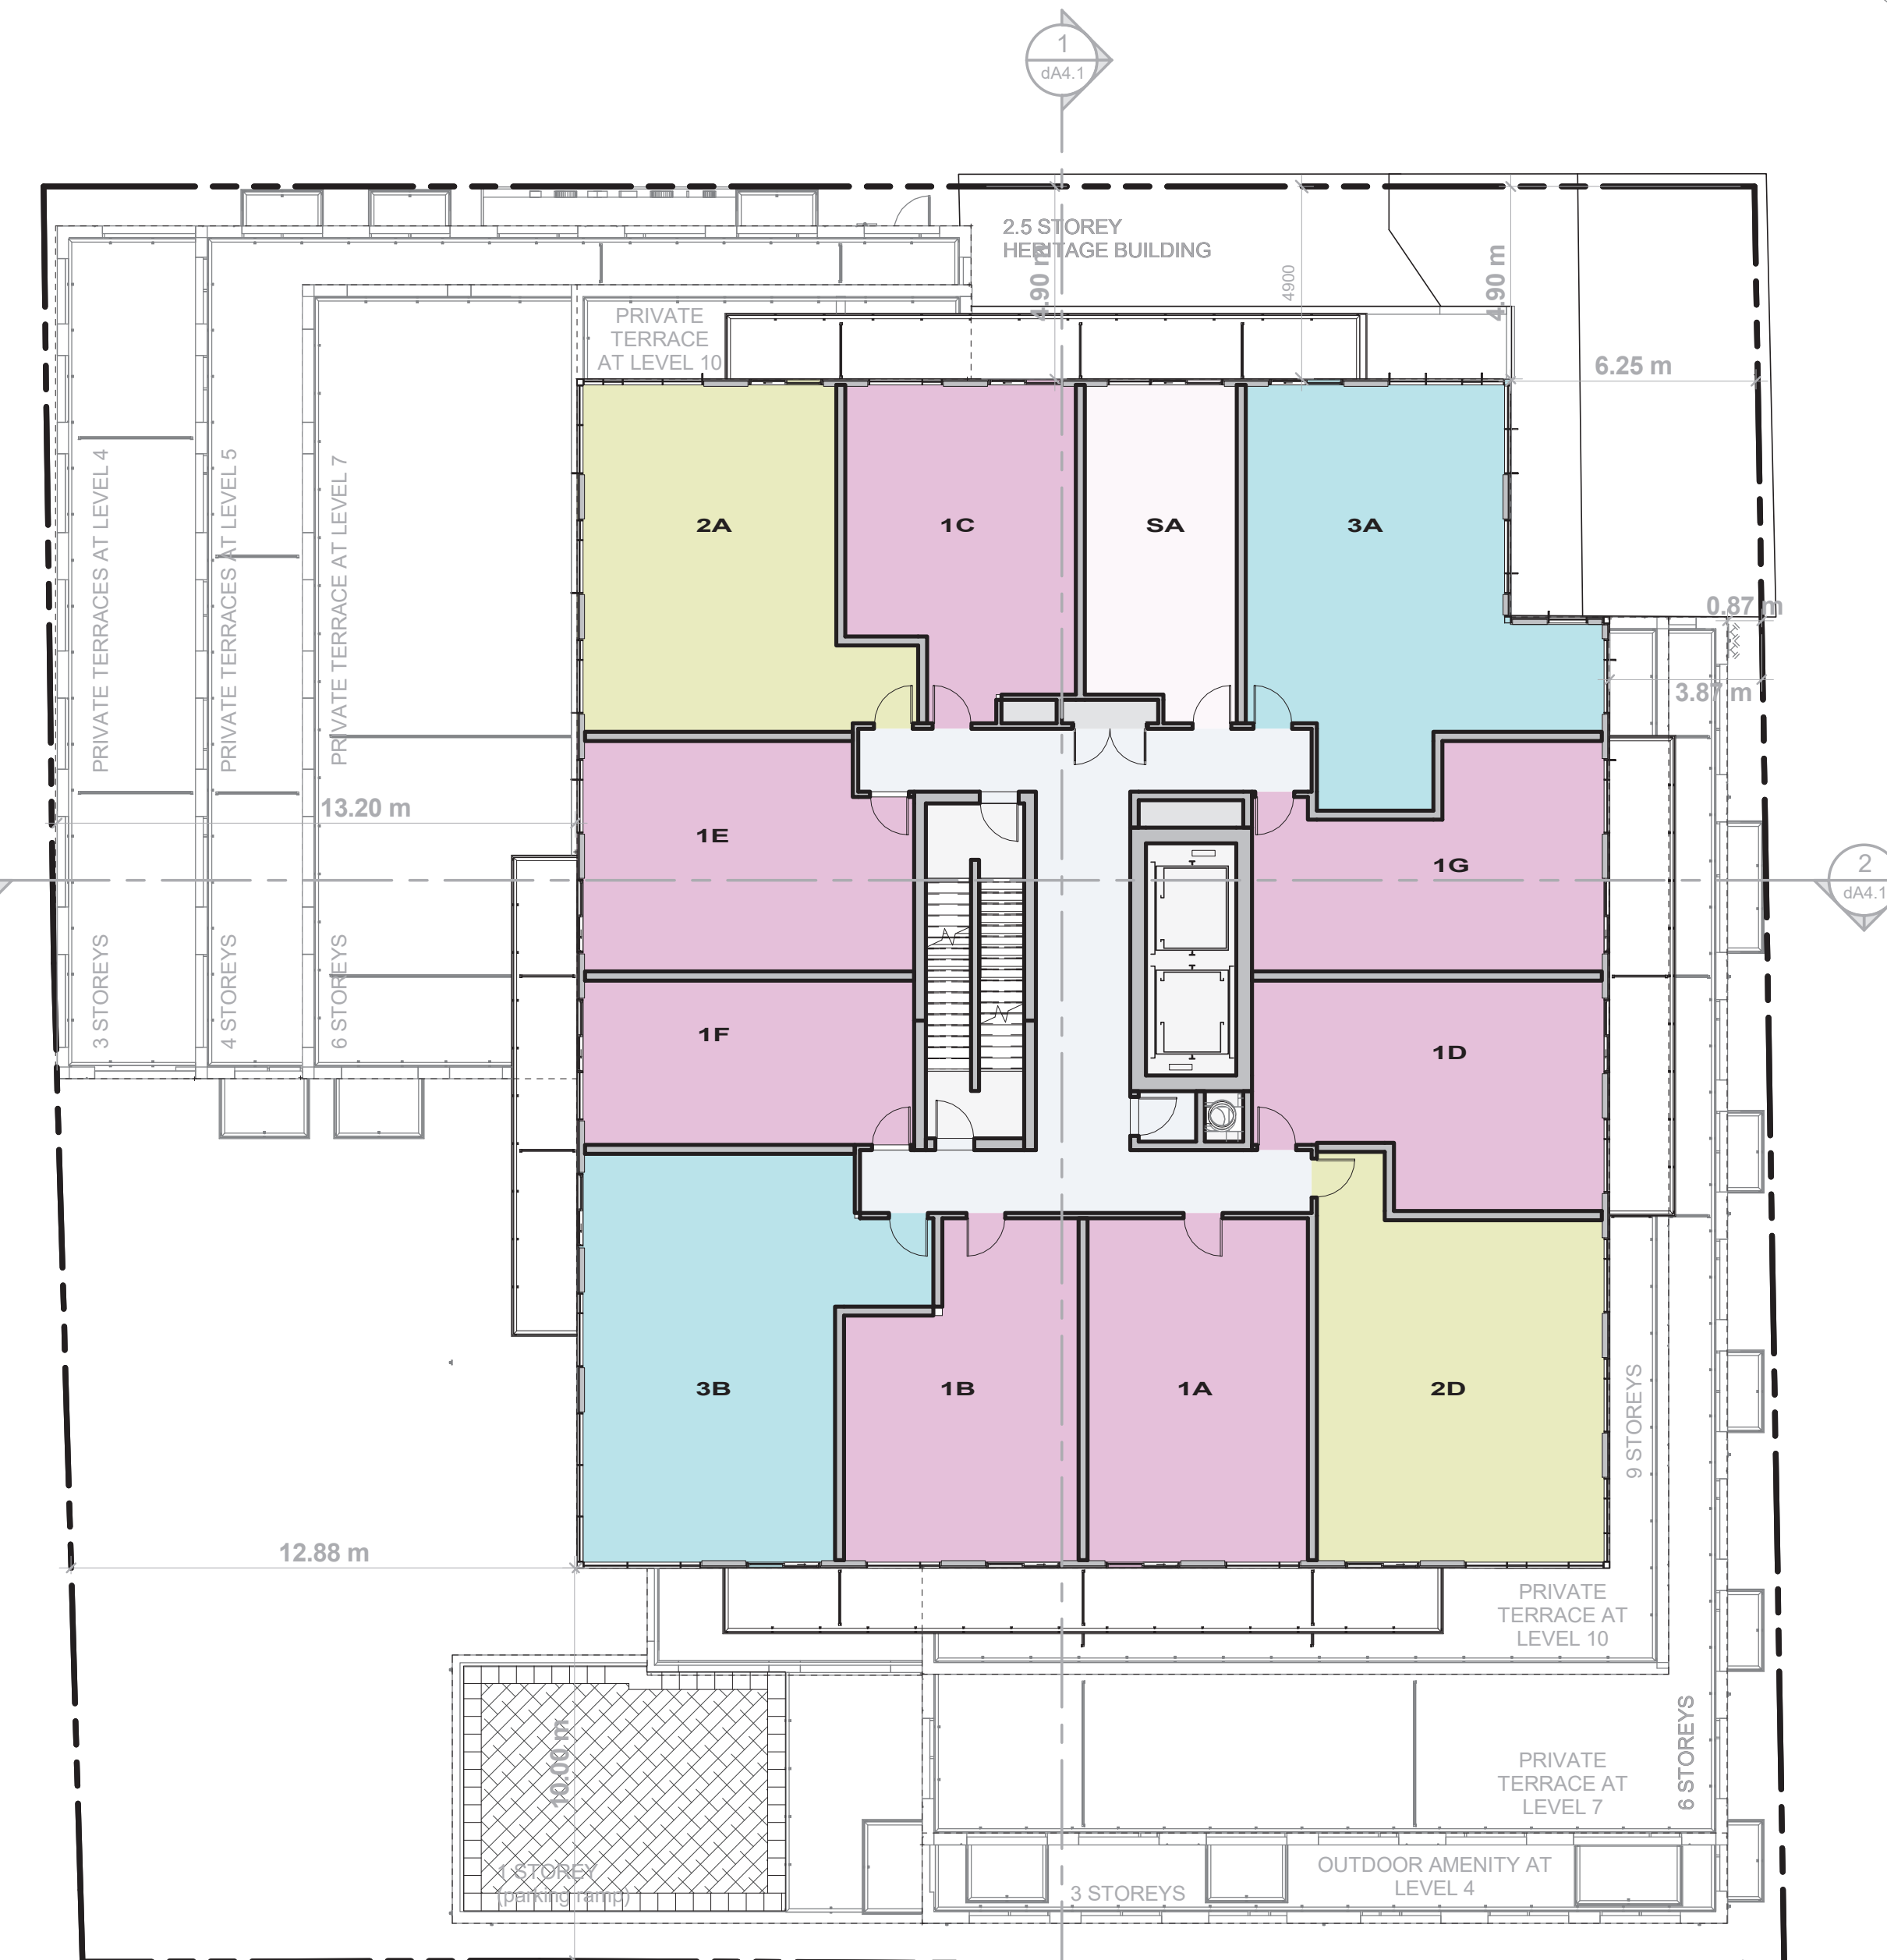 1
dA4.1
2.5 STOREY
HERITAGE BUILDING
4.90 m
4900
4.90 m
PRIVATE
TERRACE
AT LEVEL 10
6.25 m
PRIVATE TERRACES AT LEVEL 4
PRIVATE TERRACES AT LEVEL 5
PRIVATE TERRACE AT LEVEL 7
2A
1C
SA
3A
0.87 m
3.87 m
13.20 m
1E
1G
2
dA4.1
3 STOREYS
4 STOREYS
6 STOREYS
1F
1D
3B
1B
1A
2D
9 STOREYS
12.88 m
PRIVATE
TERRACE AT
LEVEL 10
10.00 m
6 STOREYS
PRIVATE
TERRACE AT
LEVEL 7
1 STOREY
(parking ramp)
3 STOREYS
OUTDOOR AMENITY AT
LEVEL 4